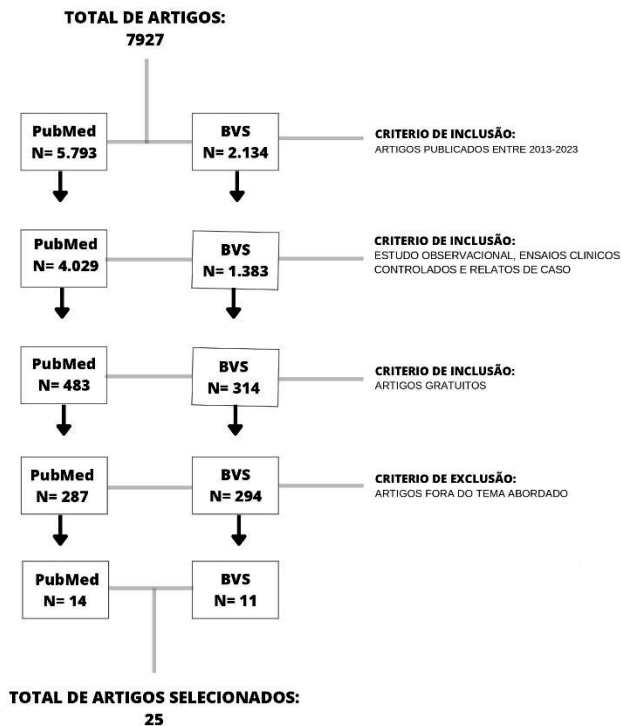 TOTAL DE ARTIGOS:
7927
PubMed
N= 5.793
BVS
N= 2.134
CRITERIO DE INCLUSÃO:
ARTIGOS PUBLICADOS ENTRE 2013-2023
PubMed
N= 4.029
BVS
N= 1.383
CRITERIO DE INCLUSÃO:
ESTUDO OBSERVACIONAL, ENSAIOS CLINICOS
CONTROLADOS E RELATOS DE CASO
PubMed
N= 483
BVS
N= 314
CRITERIO DE INCLUSÃO:
ARTIGOS GRATUITOS
PubMed
N= 287
BVS
N= 294
CRITERIO DE EXCLUSÃO:
ARTIGOS FORA DO TEMA ABORDADO
PubMed
N= 14
BVS
N= 11
TOTAL DE ARTIGOS SELECIONADOS:
25